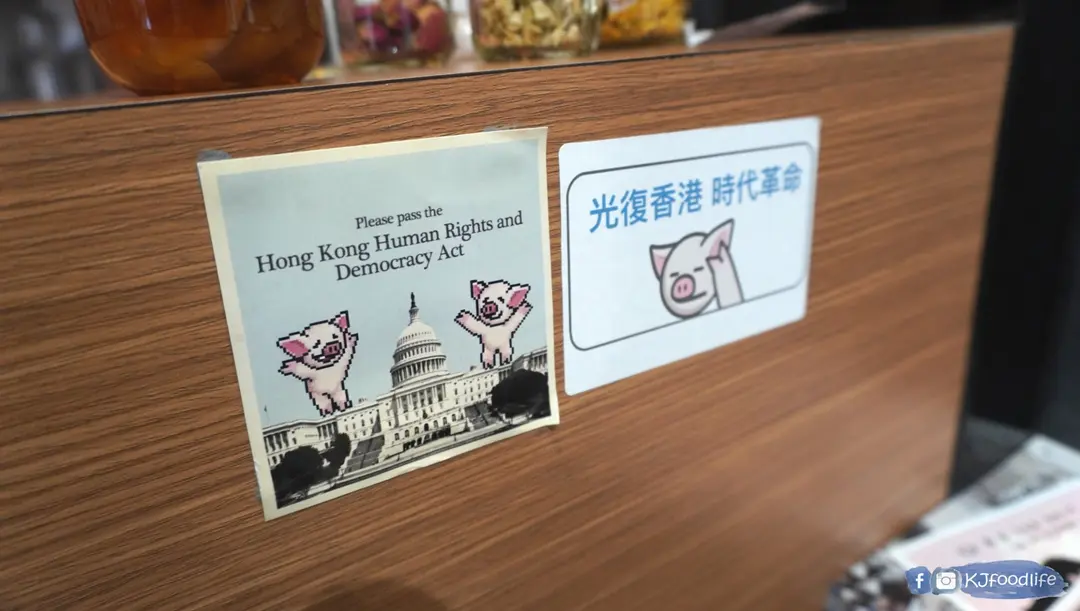 Please pass the
Hong Kong Human Rights and
Democracy Act
光復香港 時代革命
KJfoodlife